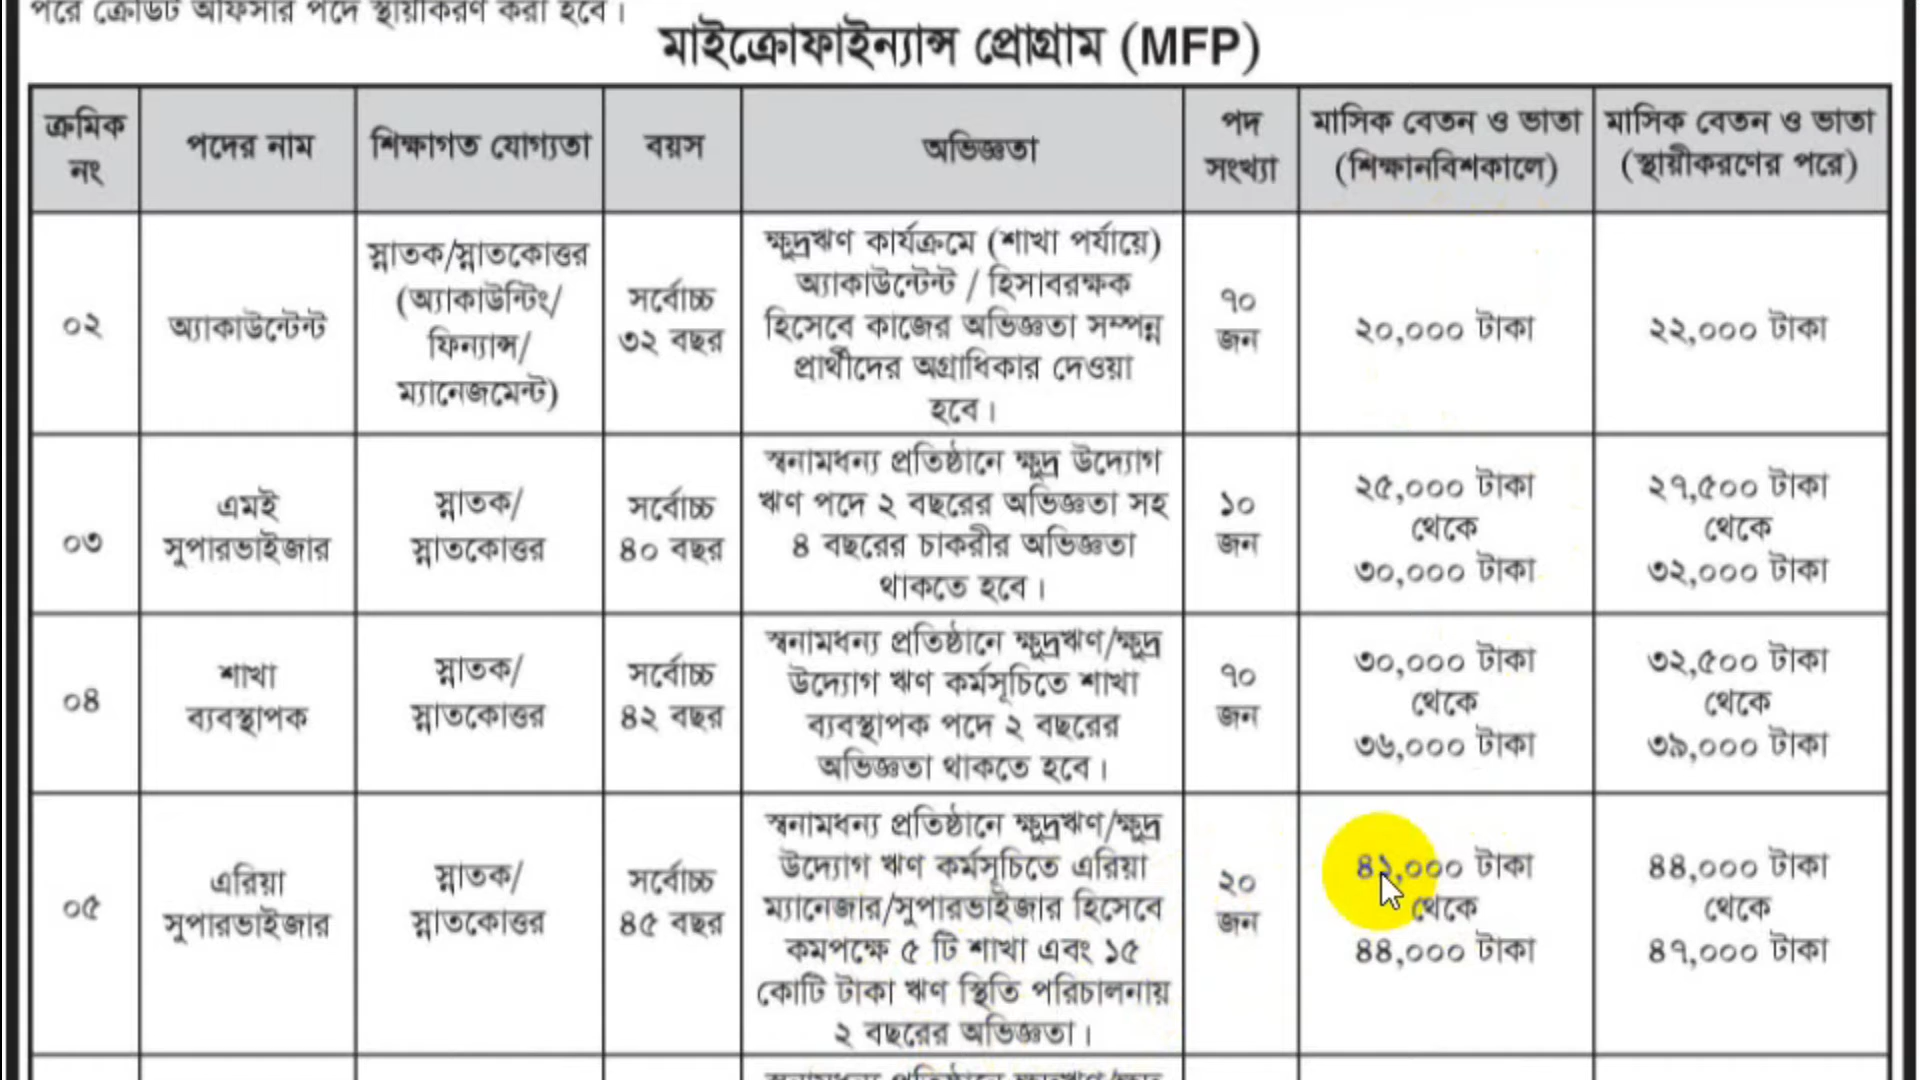 পরে ক্রেডিট অফিসার পদে স্থায়ীকরণ করা হবে।
মাইক্রোফাইন্যান্স প্রোগ্রাম (MFP)
ক্রমিক
নং
পদের নাম
শিক্ষাগত যোগ্যতা
বয়স
অভিজ্ঞতা
পদ
সংখ্যা
মাসিক বেতন ও ভাতা
(শিক্ষানবিশকালে)
মাসিক বেতন ও ভাতা
(স্থায়ীকরণের পরে)
০২
অ্যাকাউন্টেন্ট
স্নাতক/স্নাতকোত্তর
(অ্যাকাউন্টিং/
ফিন্যান্স/
ম্যানেজমেন্ট)
সর্বোচ্চ
৩২ বছর
ক্ষুদ্রঋণ কার্যক্রমে (শাখা পর্যায়ে)
অ্যাকাউন্টেন্ট / হিসাবরক্ষক
হিসেবে কাজের অভিজ্ঞতা সম্পন্ন
প্রার্থীদের অগ্রাধিকার দেওয়া
হবে।
৭০
জন
২০,০০০ টাকা
২২,০০০ টাকা
০৩
এমই
সুপারভাইজার
স্নাতক/
স্নাতকোত্তর
সর্বোচ্চ
৪০ বছর
স্বনামধন্য প্রতিষ্ঠানে ক্ষুদ্র উদ্যোগ
ঋণ পদে ২ বছরের অভিজ্ঞতা সহ
৪ বছরের চাকরীর অভিজ্ঞতা
থাকতে হবে।
১০
জন
২৫,০০০ টাকা
থেকে
৩০,০০০ টাকা
২৭,৫০০ টাকা
থেকে
৩২,০০০ টাকা
০৪
শাখা
ব্যবস্থাপক
স্নাতক/
স্নাতকোত্তর
সর্বোচ্চ
৪২ বছর
স্বনামধন্য প্রতিষ্ঠানে ক্ষুদ্রঋণ/ক্ষুদ্র
উদ্যোগ ঋণ কর্মসূচিতে শাখা
ব্যবস্থাপক পদে ২ বছরের
অভিজ্ঞতা থাকতে হবে।
৭০
জন
৩০,০০০ টাকা
থেকে
৩৬,০০০ টাকা
৩২,৫০০ টাকা
থেকে
৩৯,০০০ টাকা
০৫
এরিয়া
সুপারভাইজার
স্নাতক/
স্নাতকোত্তর
সর্বোচ্চ
৪৫ বছর
স্বনামধন্য প্রতিষ্ঠানে ক্ষুদ্রঋণ/ক্ষুদ্র
উদ্যোগ ঋণ কর্মসূচিতে এরিয়া
ম্যানেজার/সুপারভাইজার হিসেবে
কমপক্ষে ৫ টি শাখা এবং ১৫
কোটি টাকা ঋণ স্থিতি পরিচালনায়
২ বছরের অভিজ্ঞতা।
২০
জন
টাকা
থেকে
৪৪,০০০ টাকা
৪৪,০০০ টাকা
থেকে
৪৭,০০০ টাকা